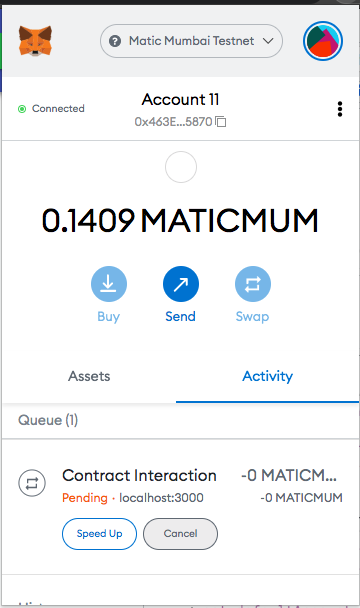 Matic Mumbai Testnet
Connected
Account 11
0x463E...5870
0.1409 MATICMUM
Buy
Send
Swap
Assets
Activity
Queue (1)
Contract Interaction
-0 MATICM...
Pending · localhost:3000
-0 MATICMUM
Speed Up
Cancel